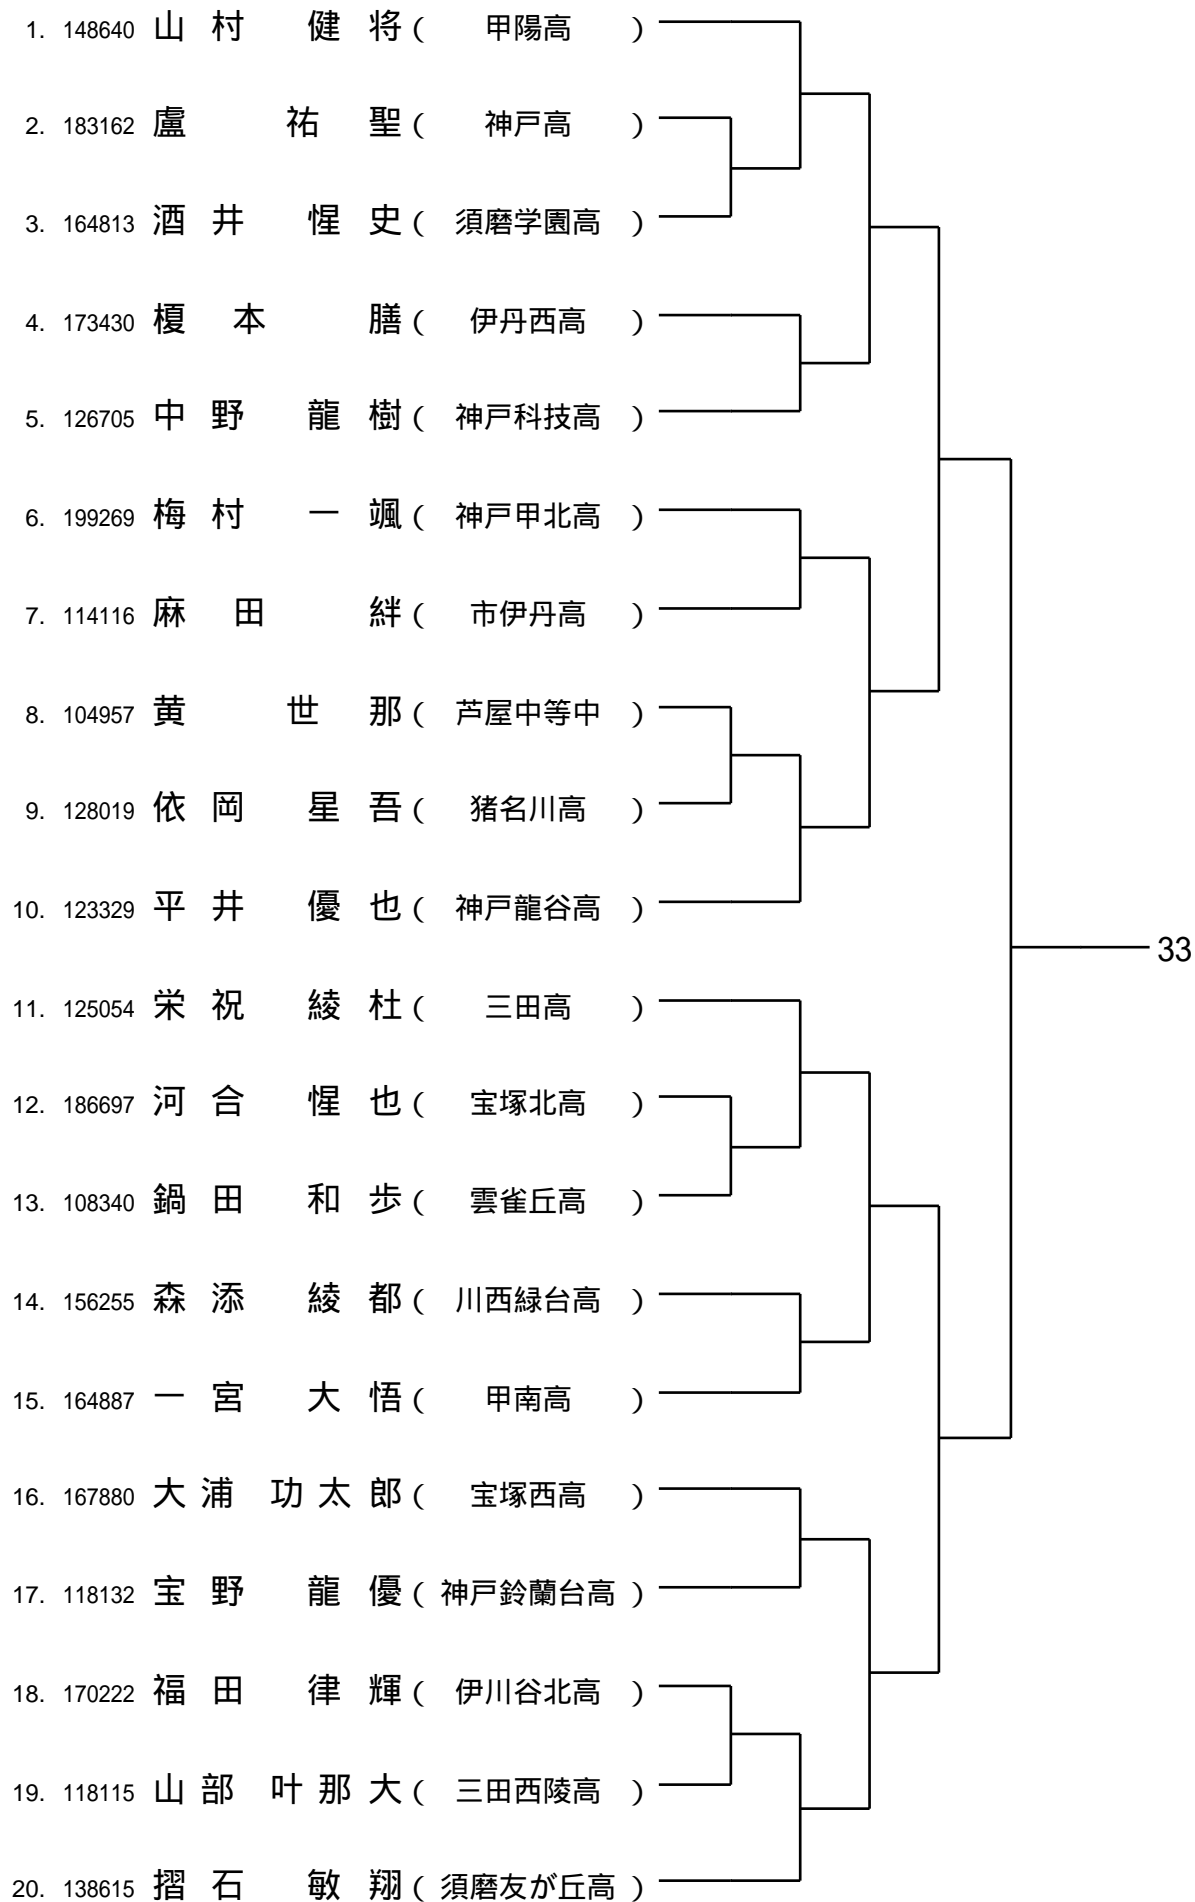 1. 148640 山村 健将 ( 甲陽高 )
2. 183162 盧 祐聖 ( 神戸高 )
3. 164813 酒井 惺史 ( 須磨学園高 )
4. 173430 榎本 膳 ( 伊丹西高 )
5. 126705 中野 龍樹 ( 神戸科技高 )
6. 199269 梅村 一颯 ( 神戸甲北高 )
7. 114116 麻田 絆 ( 市伊丹高 )
8. 104957 黄 世那 ( 芦屋中等中 )
9. 128019 依岡 星吾 ( 猪名川高 )
10. 123329 平井 優也 ( 神戸龍谷高 )
33
11. 125054 栄祝 綾杜 ( 三田高 )
12. 186697 河合 惺也 ( 宝塚北高 )
13. 108340 鍋田 和歩 ( 雲雀丘高 )
14. 156255 森添 綾都 ( 川西緑台高 )
15. 164887 一宮 大悟 ( 甲南高 )
16. 167880 大浦 功太郎 ( 宝塚西高 )
17. 118132 宝野 龍優 ( 神戸鈴蘭台高 )
18. 170222 福田 律輝 ( 伊川谷北高 )
19. 118115 山部 叶那大 ( 三田西陵高 )
20. 138615 摺石 敏翔 ( 須磨友が丘高 )